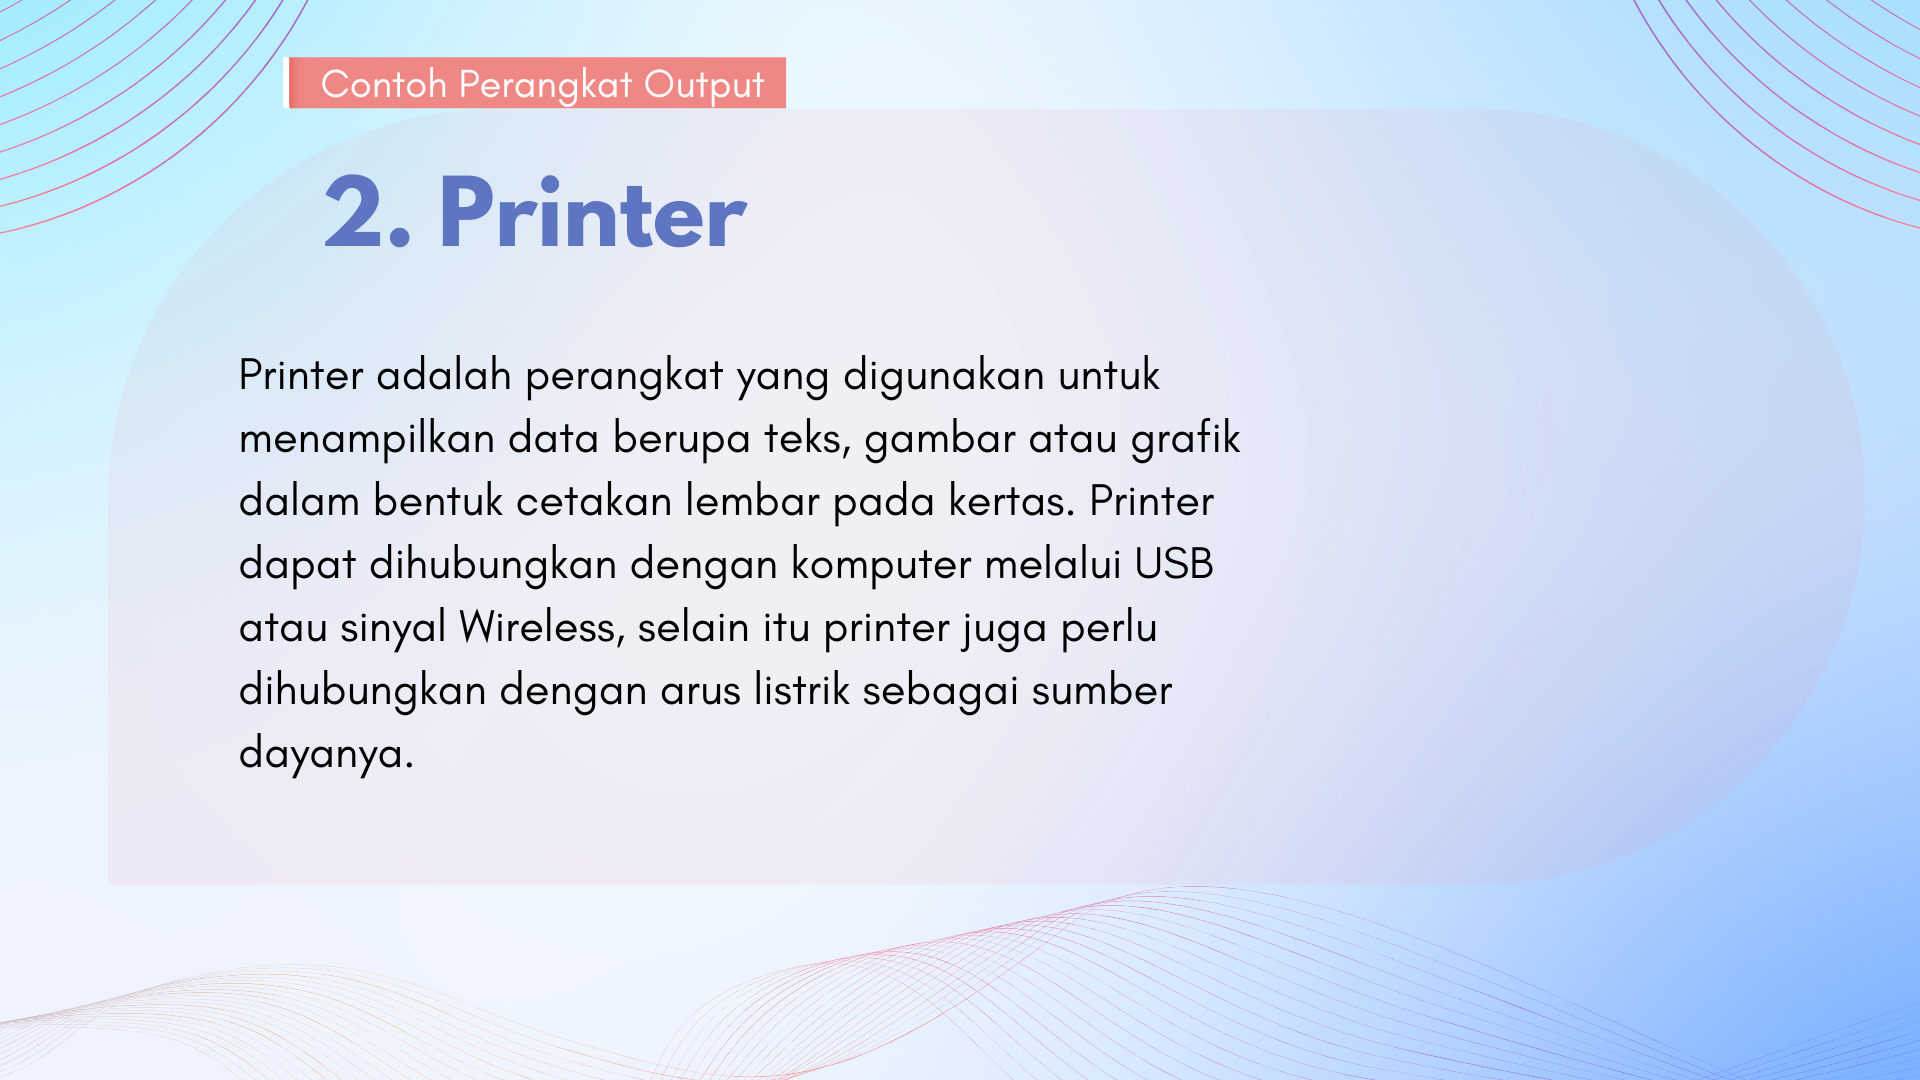 Contoh Perangkat Output
2. Printer
Printer adalah perangkat yang digunakan untuk
menampilkan data berupa teks, gambar atau grafik
dalam bentuk cetakan lembar pada kertas. Printer
dapat dihubungkan dengan komputer melalui USB
atau sinyal Wireless, selain itu printer juga perlu
dihubungkan dengan arus listrik sebagai sumber
dayanya.